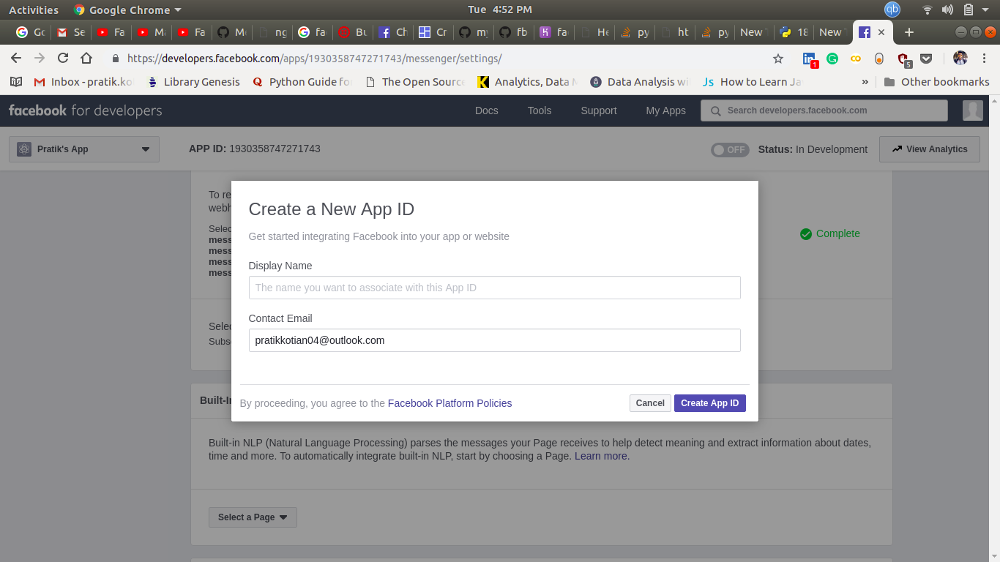 Activities Google Chrome Tue 4:52 PM qb
Go Se Fa Ma Fa Mo ng fa Bu Ch Cr my fb fa He py ht py New 18 New
https://developers.facebook.com/apps/1930358747271743/messenger/settings/ 1 5
Inbox - pratik.ko Library Genesis Python Guide fo The Open Source Analytics, Data Data Analysis wi How to Learn Ja » Other bookmarks
facebook for developers Docs Tools Support My Apps Search developers.facebook.com
Pratik's App APP ID: 1930358747271743 OFF Status: In Development View Analytics
To re
webh
Selec
mess
mess
mess
mess
Complete
Selec
Subs
Create a New App ID
Get started integrating Facebook into your app or website
Display Name
The name you want to associate with this App ID
Contact Email
pratikkotian04@outlook.com
By proceeding, you agree to the Facebook Platform Policies Cancel Create App ID
Built-In
Built-in NLP (Natural Language Processing) parses the messages your Page receives to help detect meaning and extract information about dates,
time and more. To automatically integrate built-in NLP, start by choosing a Page. Learn more.
Select a Page